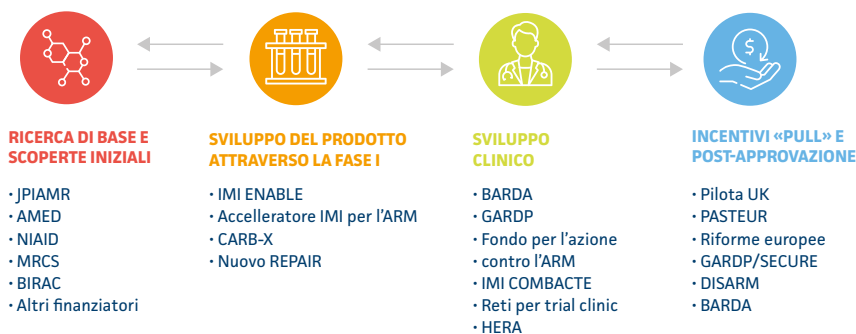 $
RICERCA DI BASE E
SCOPERTE INIZIALI
· JPIAMR
· AMED
· NIAID
· MRCS
· BIRAC
· Altri finanziatori
SVILUPPO DEL PRODOTTO
ATTRAVERSO LA FASE I
· IMI ENABLE
· Accelleratore IMI per l'ARM
· CARB-X
· Nuovo REPAIR
SVILUPPO
CLINICO
· BARDA
· GARDP
· Fondo per l'azione
· contro l'ARM
· IMI COMBACTE
· Reti per trial clinic
· HERA
INCENTIVI «PULL» E
POST-APPROVAZIONE
· Pilota UK
· PASTEUR
· Riforme europee
· GARDP/SECURE
· DISARM
· BARDA